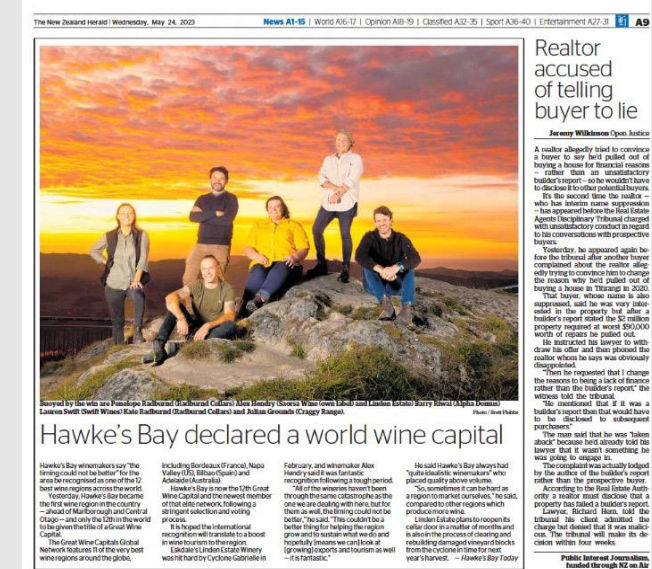 The New Zealand Herald | Wednesday, May 24, 2023
News A1-15 | World A16-17 | Opinion A18-19 | Classified A32-35 | Sport A36-40 | Entertainment A27-31
A9
Buoyed by the win are Penelope Radburnd (Radburnd Cellars) Alex Hendry (Saorsa Wine (own label) and Linden Estate) Barry Riwai (Alpha Domus)
Lauren Swift (Swift Wines) Kate Radburnd (Radburnd Cellars) and Julian Grounds (Craggy Range).
Photo / Brett Phibbs
Hawke's Bay declared a world wine capital
Hawke's Bay winemakers say "the
timing could not be better" for the
area be recognised as one of the 12
best wine regions across the world.
Yesterday, Hawke's Bay became
the first wine region in the country
— ahead of Marlborough and Central
Otago — and only the 12th in the world
to be given the title of a Great Wine
Capital.
The Great Wine Capitals Global
Network features 11 of the very best
wine regions around the globe,
including Bordeaux (France), Napa
Valley (US), Bilbao (Spain) and
Adelaide (Australia).
Hawke's Bay is now the 12th Great
Wine Capital and the newest member
of that elite network, following a
stringent selection and voting
process.
It is hoped the international
recognition will translate to a boost
in wine tourism to the region.
Eskdale's Linden Estate Winery
was hit hard by Cyclone Gabrielle in
February, and winemaker Alex
Hendry said it was fantastic
recognition following a tough period.
"All of the wineries haven't been
through the same catastrophe as the
one we are dealing with here, but for
them as well, the timing could not be
better," he said. "This couldn't be a
better thing for helping the region
grow and to sustain what we do and
hopefully [means we can] look at
[growing] exports and tourism as well
— it is fantastic."
He said Hawke's Bay always had
"quite idealistic winemakers" who
placed quality above volume.
"So, sometimes it can be hard as
a region to market ourselves," he said,
compared to other regions which
produce more wine.
Linden Estate plans to reopen its
cellar door in a matter of months and
is also in the process of clearing and
rebuilding damaged vineyard blocks
from the cyclone in time for next
year's harvest. — Hawke's Bay Today
Realtor
accused
of telling
buyer to lie
Jeremy Wilkinson Open Justice
A realtor allegedly tried to convince
a buyer to say he'd pulled out of
buying a house for financial reasons
— rather than an unsatisfactory
builder's report — so he wouldn't have
to disclose it to other potential buyers.
It's the second time the realtor —
who has interim name suppression
— has appeared before the Real Estate
Agents Disciplinary Tribunal charged
with unsatisfactory conduct in regard
to his conversations with prospective
buyers.
Yesterday, he appeared again be-
fore the tribunal after another buyer
complained about the realtor alleg-
edly trying to convince him to change
the reason why he'd pulled out of
buying a house in Titirangi in 2020.
That buyer, whose name is also
suppressed, said he was very inter-
ested in the property but after a
builder's report stated the $2 million
property required at worst $90,000
worth of repairs he pulled out.
He instructed his lawyer to with-
draw his offer and then phoned the
realtor whom he says was obviously
disappointed.
"Then he requested that I change
the reasons to being a lack of finance
rather than the builder's report," the
witness told the tribunal.
"He mentioned that if it was a
builder's report then that would have
to be disclosed to subsequent
purchasers."
The man said that he was "taken
aback" because he'd already told his
lawyer that it wasn't something he
was going to engage in.
The complaint was actually lodged
by the author of the builder's report
rather than the prospective buyer.
According to the Real Estate Auth-
ority a realtor must disclose that a
property has failed a builder's report.
Lawyer, Richard Hern, told the
tribunal his client admitted the
charge but denied that it was malici-
ous. The tribunal will make its de-
cision within four weeks.
Public Interest Journalism,
funded through NZ on Air